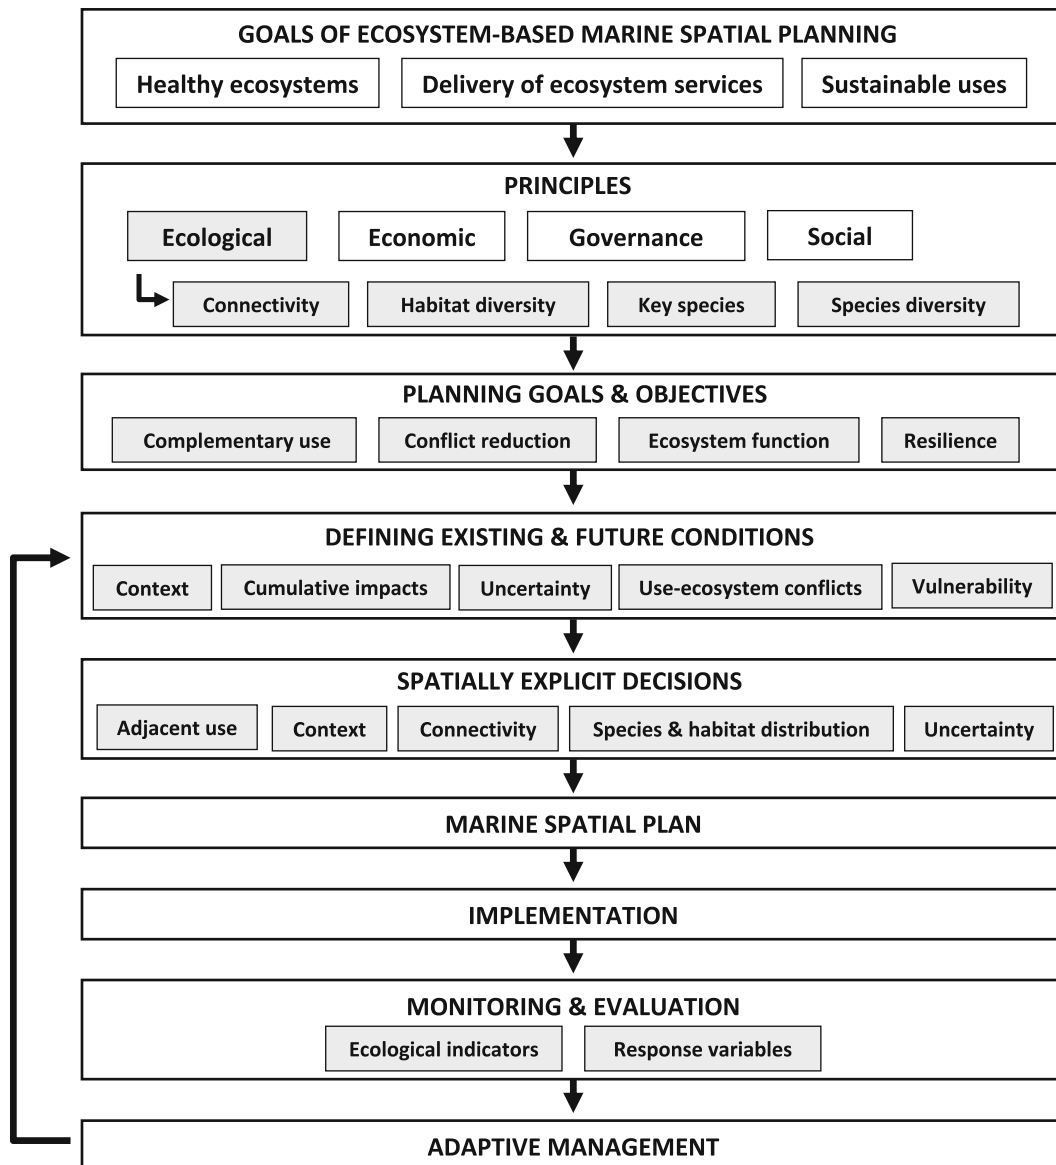 GOALS OF ECOSYSTEM-BASED MARINE SPATIAL PLANNING
Healthy ecosystems
Delivery of ecosystem services
Sustainable uses
PRINCIPLES
Ecological
Economic
Governance
Social
Connectivity
Habitat diversity
Key species
Species diversity
PLANNING GOALS & OBJECTIVES
Complementary use
Conflict reduction
Ecosystem function
Resilience
DEFINING EXISTING & FUTURE CONDITIONS
Context
Cumulative impacts
Uncertainty
Use-ecosystem conflicts
Vulnerability
SPATIALLY EXPLICIT DECISIONS
Adjacent use
Context
Connectivity
Species & habitat distribution
Uncertainty
MARINE SPATIAL PLAN
IMPLEMENTATION
MONITORING & EVALUATION
Ecological indicators
Response variables
ADAPTIVE MANAGEMENT